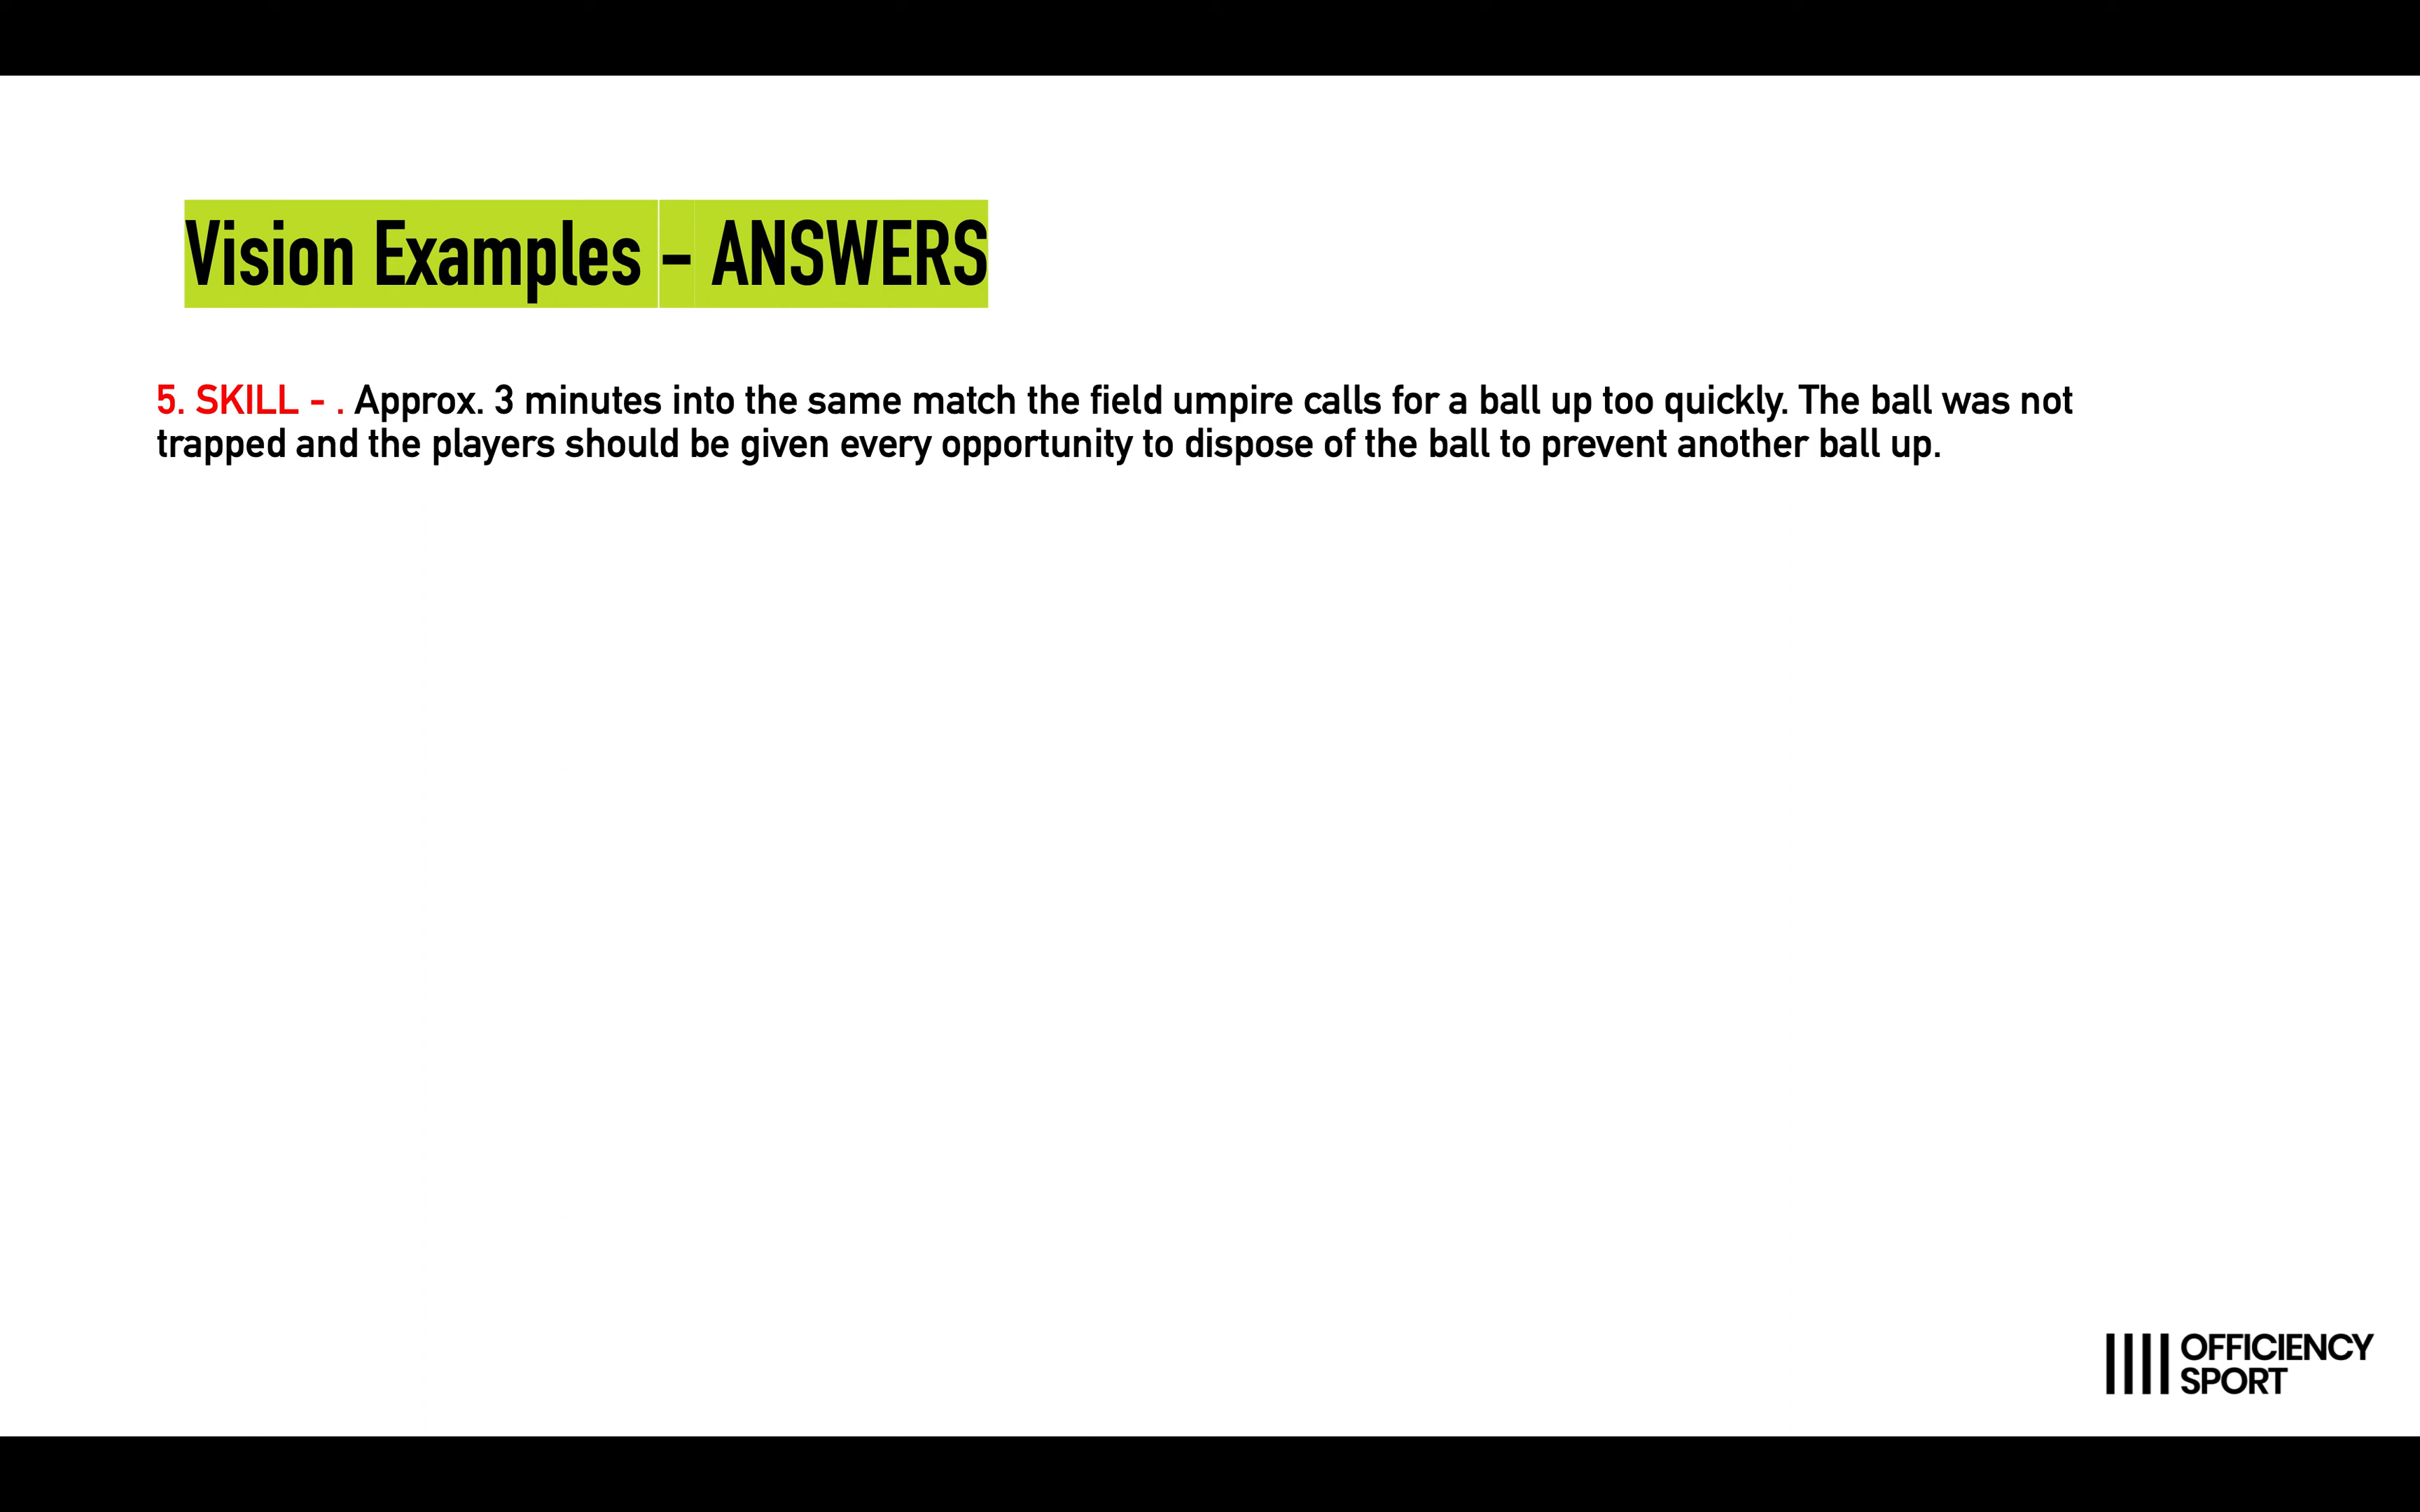 Vision Examples – ANSWERS
5. SKILL - . Approx. 3 minutes into the same match the field umpire calls for a ball up too quickly. The ball was not
trapped and the players should be given every opportunity to dispose of the ball to prevent another ball up.
OFFICIENCY
SPORT